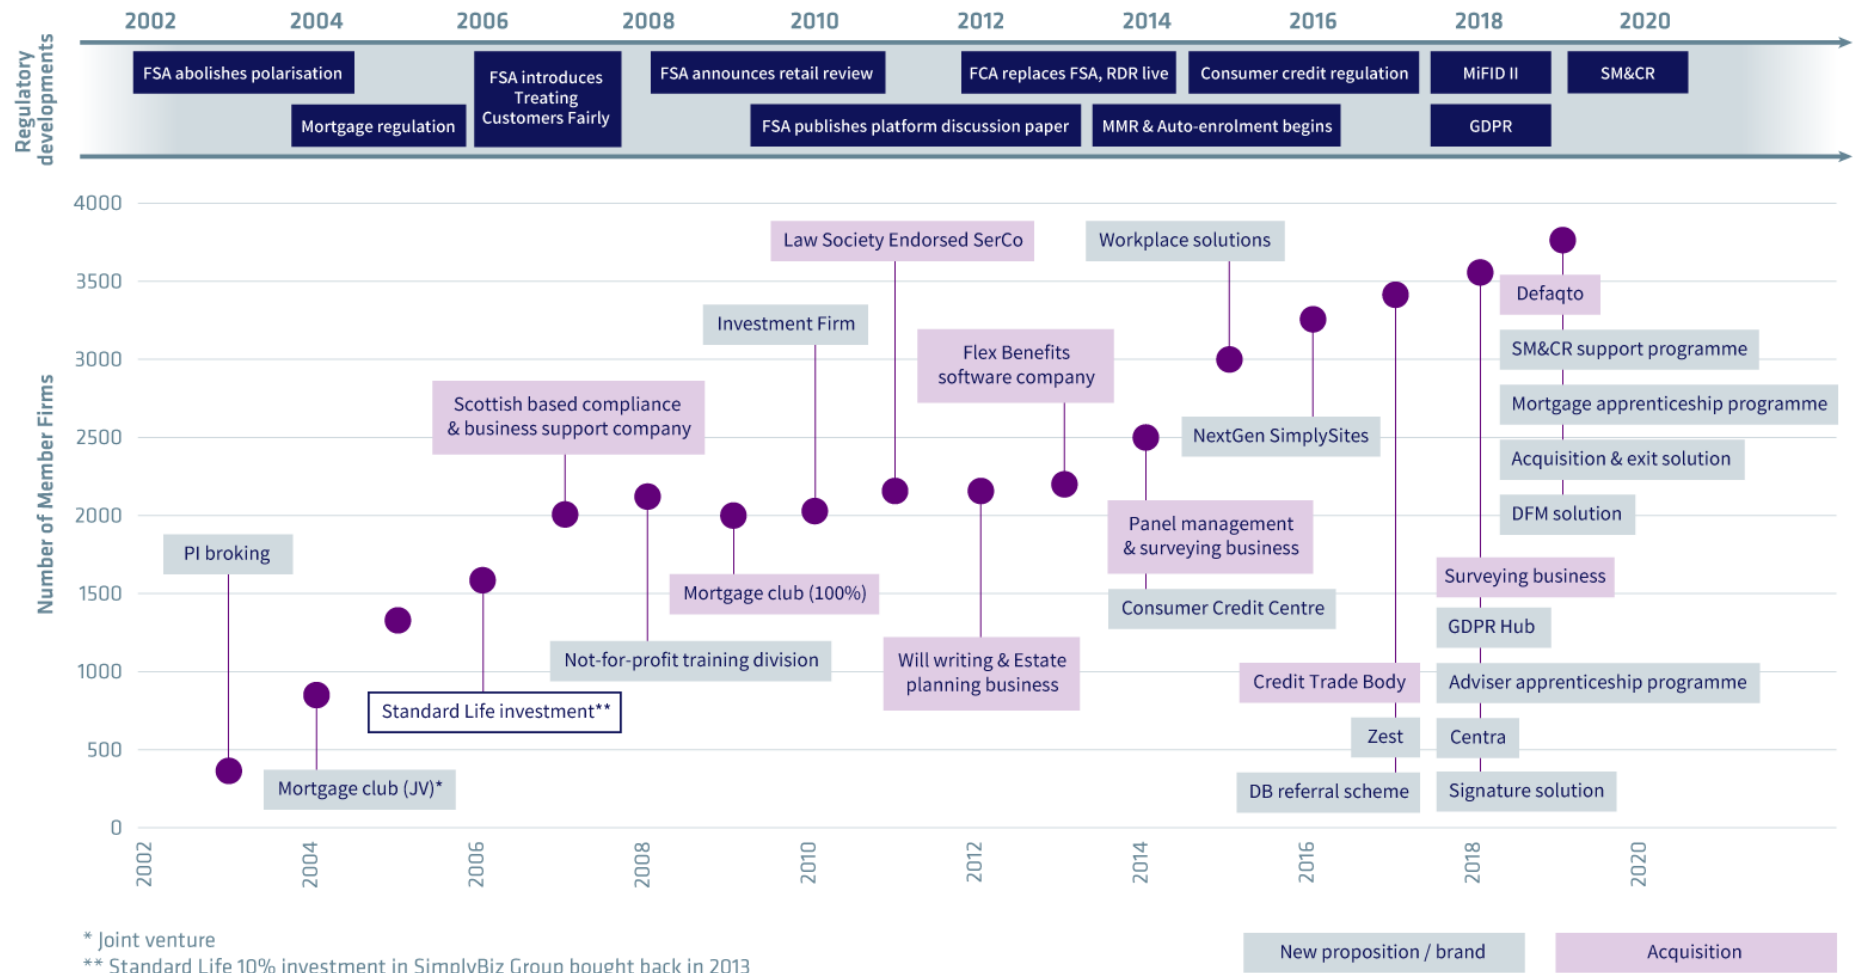 2002 2004 2006 2008 2010 2012 2014 2016 2018 2020
Regulatory
developments
FSA abolishes polarisation
Mortgage regulation
FSA introduces
Treating
Customers Fairly
FSA announces retail review
FSA publishes platform discussion paper
FCA replaces FSA, RDR live
MMR & Auto-enrolment begins
Consumer credit regulation
MiFID II
GDPR
SM&CR
Number of Member Firms
4000
3500
3000
2500
2000
1500
1000
500
0
PI broking
Mortgage club (JV)*
Standard Life investment**
Scottish based compliance
& business support company
Not-for-profit training division
Mortgage club (100%)
Investment Firm
Law Society Endorsed SerCo
Will writing & Estate
planning business
Flex Benefits
software company
Panel management
& surveying business
Consumer Credit Centre
Workplace solutions
NextGen SimplySites
Credit Trade Body
Zest
DB referral scheme
Surveying business
GDPR Hub
Adviser apprenticeship programme
Centra
Signature solution
Defaqto
SM&CR support programme
Mortgage apprenticeship programme
Acquisition & exit solution
DFM solution
2002 2004 2006 2008 2010 2012 2014 2016 2018 2020
* Joint venture
** Standard Life 10% investment in SimplyBiz Group bought back in 2013
New proposition / brand
Acquisition